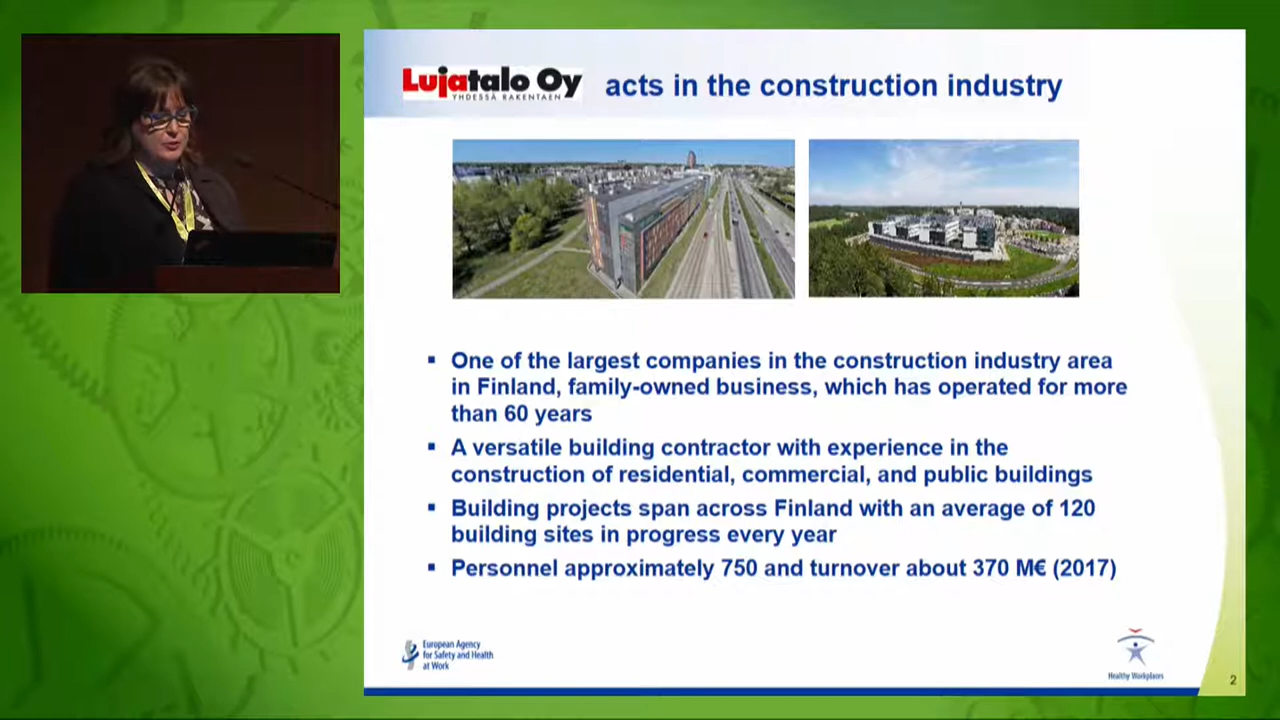 Lujatalo Oy
YHDESSÄ RAKENTAEN
acts in the construction industry
▪ One of the largest companies in the construction industry area
in Finland, family-owned business, which has operated for more
than 60 years
▪ A versatile building contractor with experience in the
construction of residential, commercial, and public buildings
▪ Building projects span across Finland with an average of 120
building sites in progress every year
▪ Personnel approximately 750 and turnover about 370 M€ (2017)
European Agency
for Safety and Health
at Work
Healthy Workplaces
2